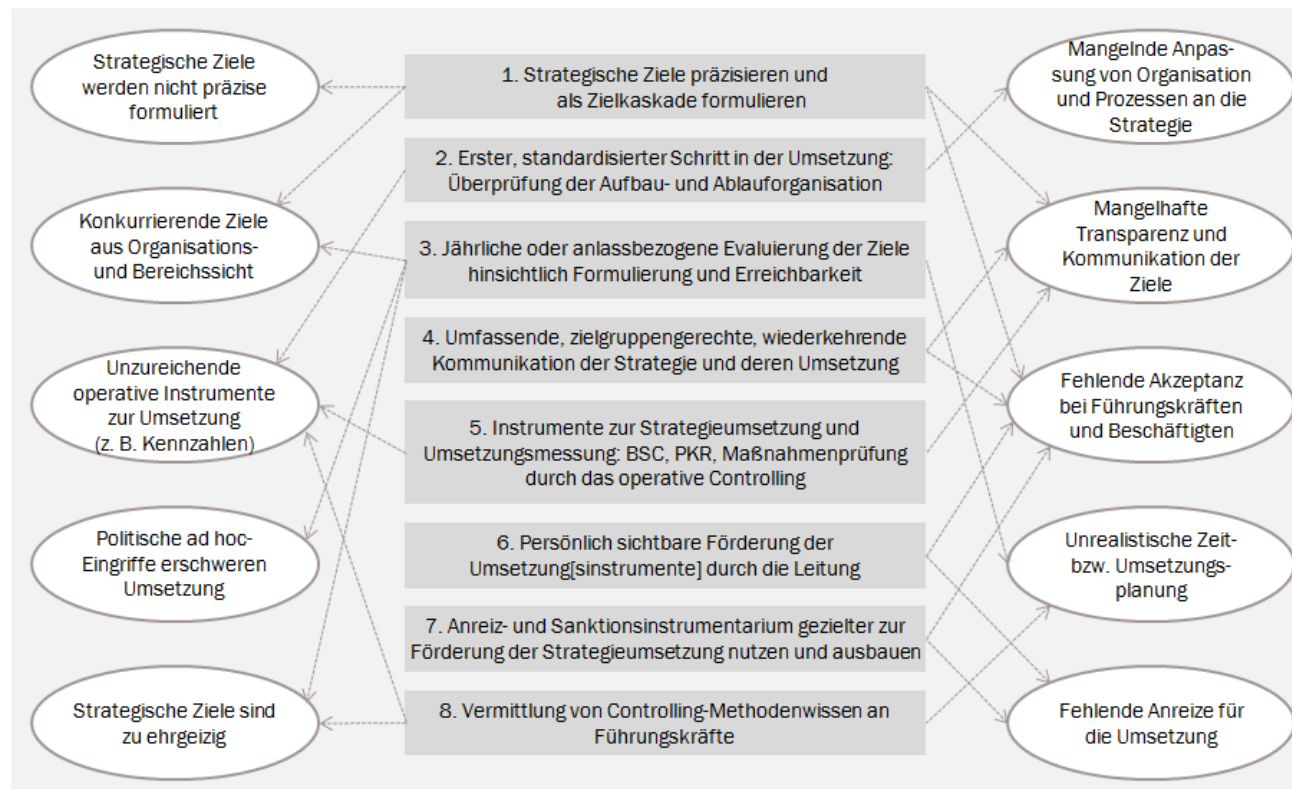 Strategische Ziele
werden nicht präzise
formuliert
Konkurrierende Ziele
aus Organisations-
und Bereichssicht
Unzureichende
operative Instrumente
zur Umsetzung
(z. B. Kennzahlen)
Politische ad hoc-
Eingriffe erschweren
Umsetzung
Strategische Ziele sind
zu ehrgeizig
1. Strategische Ziele präzisieren und
als Zielkaskade formulieren
2. Erster, standardisierter Schritt in der Umsetzung:
Überprüfung der Aufbau- und Ablauforganisation
3. Jährliche oder anlassbezogene Evaluierung der Ziele
hinsichtlich Formulierung und Erreichbarkeit
4. Umfassende, zielgruppengerechte, wiederkehrende
Kommunikation der Strategie und deren Umsetzung
5. Instrumente zur Strategieumsetzung und
Umsetzungsmessung: BSC, PKR, Maßnahmenprüfung
durch das operative Controlling
6. Persönlich sichtbare Förderung der
Umsetzung[sinstrumente] durch die Leitung
7. Anreiz- und Sanktionsinstrumentarium gezielter zur
Förderung der Strategieumsetzung nutzen und ausbauen
8. Vermittlung von Controlling-Methodenwissen an
Führungskräfte
Mangelnde Anpas-
sung von Organisation
und Prozessen an die
Strategie
Mangelhafte
Transparenz und
Kommunikation der
Ziele
Fehlende Akzeptanz
bei Führungskräften
und Beschäftigten
Unrealistische Zeit-
bzw. Umsetzungs-
planung
Fehlende Anreize für
die Umsetzung